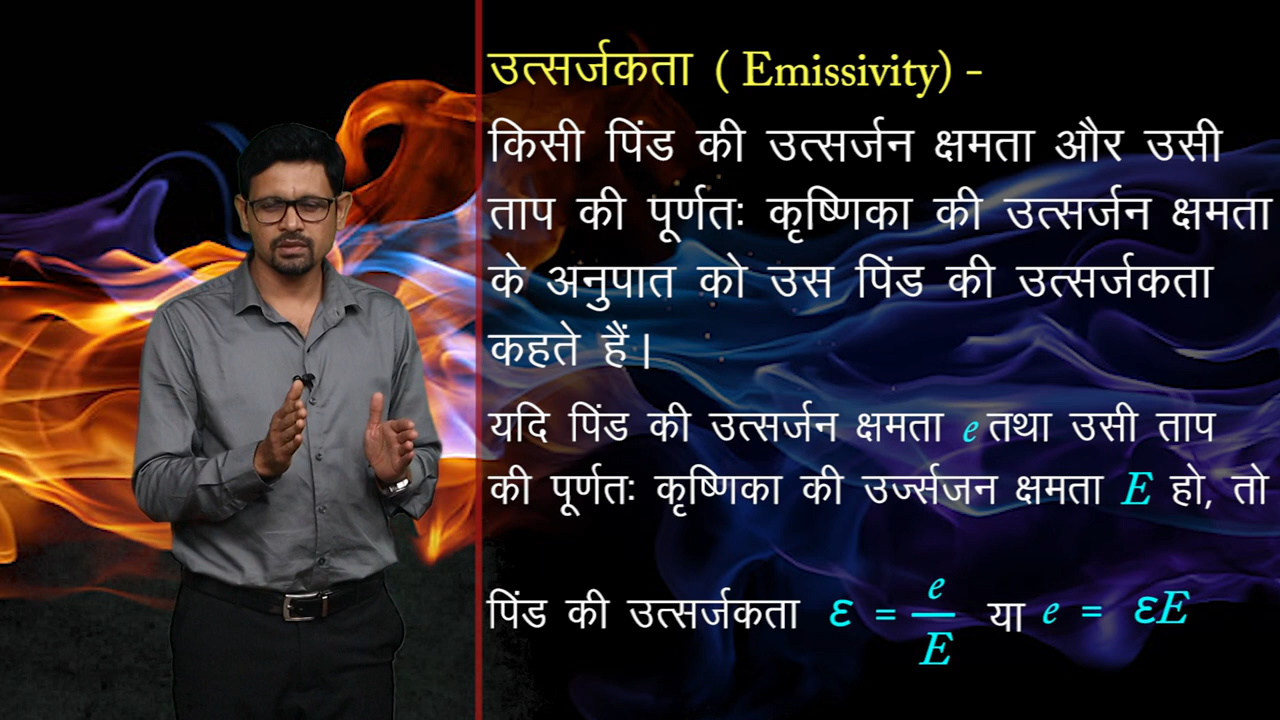 उत्सर्जकता ( Emissivity) -
किसी पिंड की उत्सर्जन क्षमता और उसी
ताप की पूर्णतः कृष्णिका की उत्सर्जन क्षमता
के अनुपात को उस पिंड की उत्सर्जकता
कहते हैं।
यदि पिंड की उत्सर्जन क्षमता e तथा उसी ताप
की पूर्णतः कृष्णिका की उर्ज्सजन क्षमता E हो, तो
पिंड की उत्सर्जकता ε = e/E या e = εE